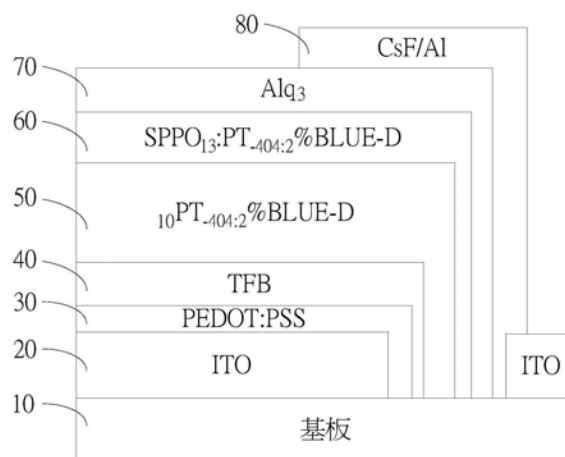 80
CsF/Al
70
Alq₃
60
SPPO₁₃:PT₋₄₀₄:₂%BLUE-D
50
₁₀PT₋₄₀₄:₂%BLUE-D
40
TFB
30
PEDOT:PSS
20
ITO
ITO
10
基板